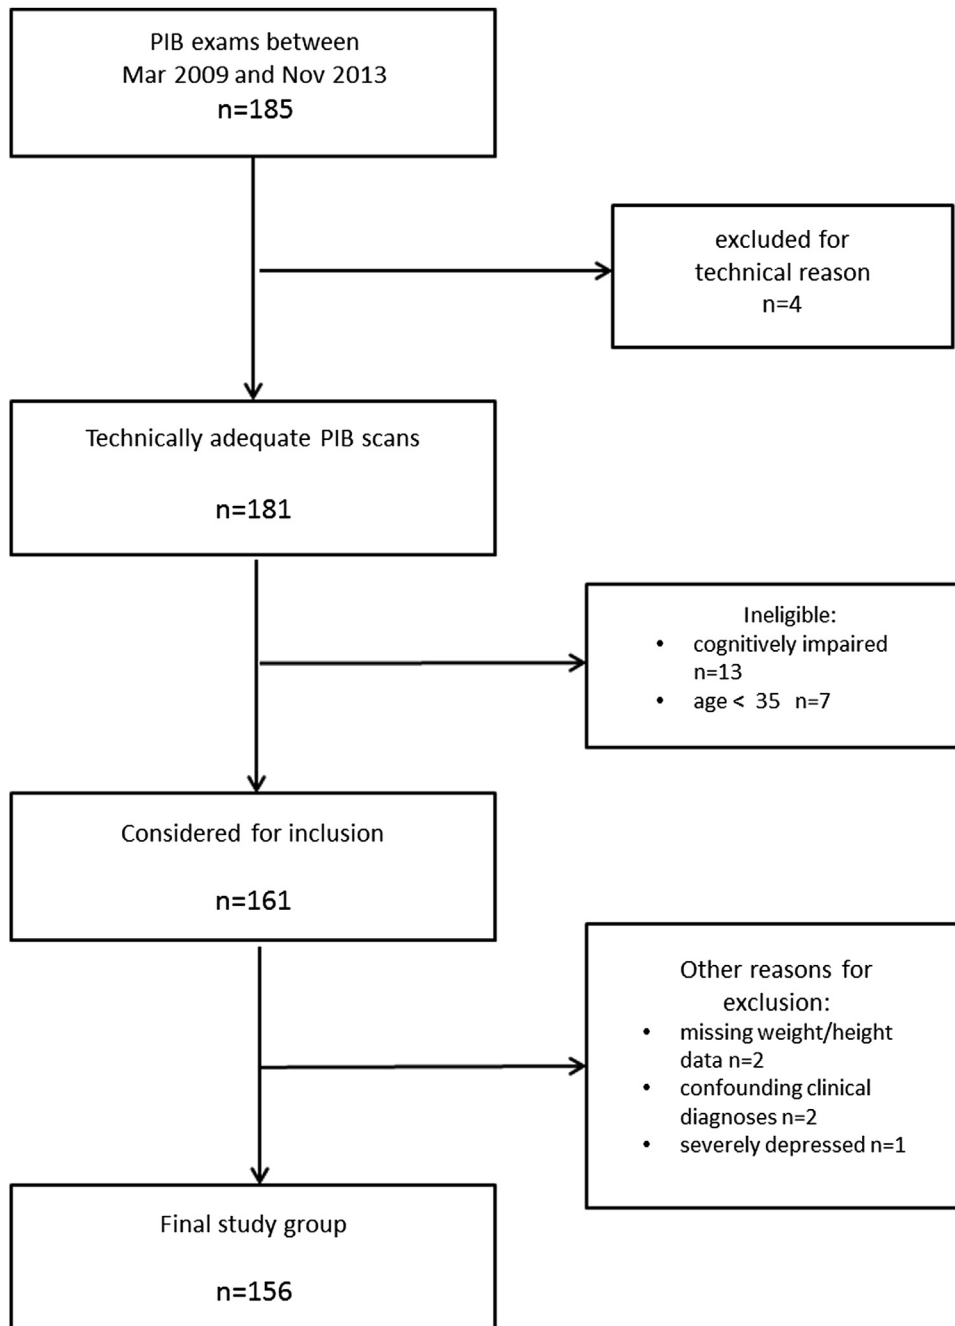 PIB exams between
Mar 2009 and Nov 2013
n=185
excluded for
technical reason
n=4
Technically adequate PIB scans
n=181
Ineligible:
• cognitively impaired
n=13
• age < 35 n=7
Considered for inclusion
n=161
Other reasons for
exclusion:
• missing weight/height
data n=2
• confounding clinical
diagnoses n=2
• severely depressed n=1
Final study group
n=156